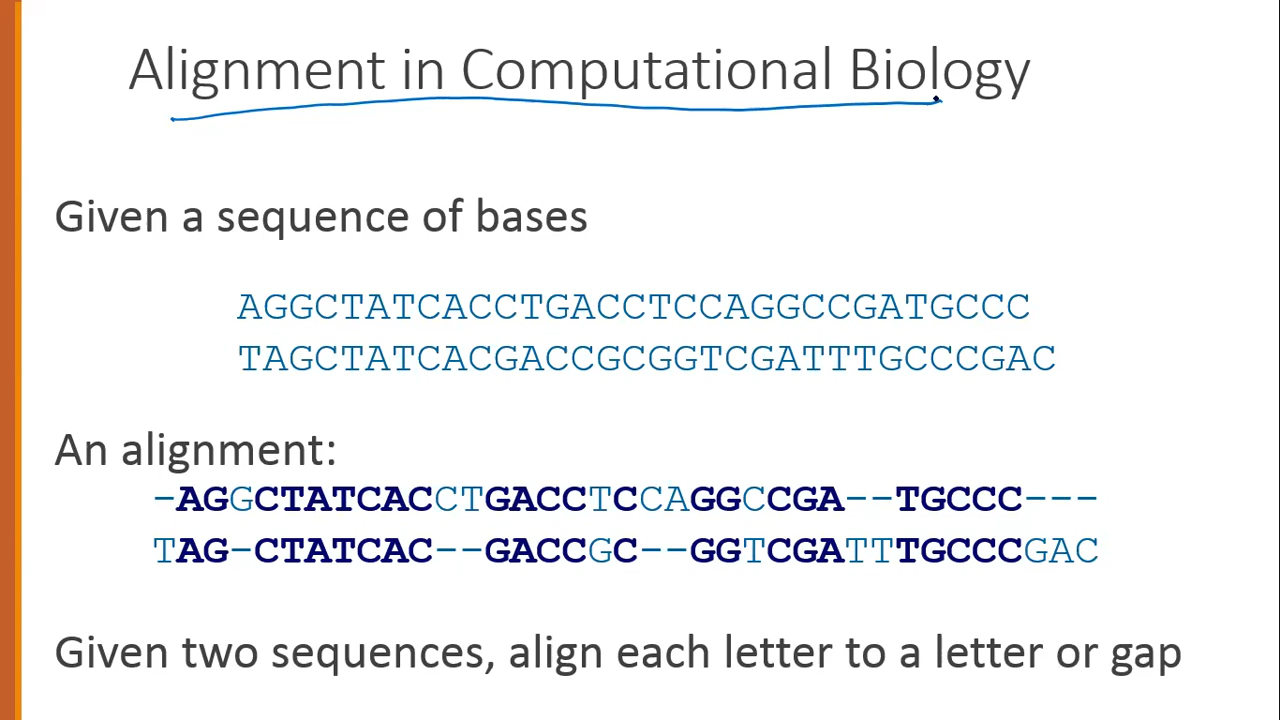 Alignment in Computational Biology
Given a sequence of bases
AGGCTATCACCTGACCTCCAGGCCGATGCCC
TAGCTATCACGACCGCGGTCGATTTGCCCGAC
An alignment:
-AGGCTATCACCTGACCTCCAGGCCGA--TGCCC---
TAG-CTATCAC--GACCGC--GGTCGATTTGCCCGAC
Given two sequences, align each letter to a letter or gap